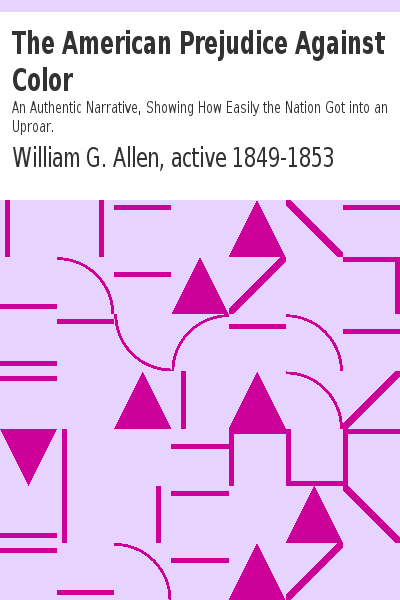 The American Prejudice Against
Color
An Authentic Narrative, Showing How Easily the Nation Got into an
Uproar.
William G. Allen, active 1849-1853